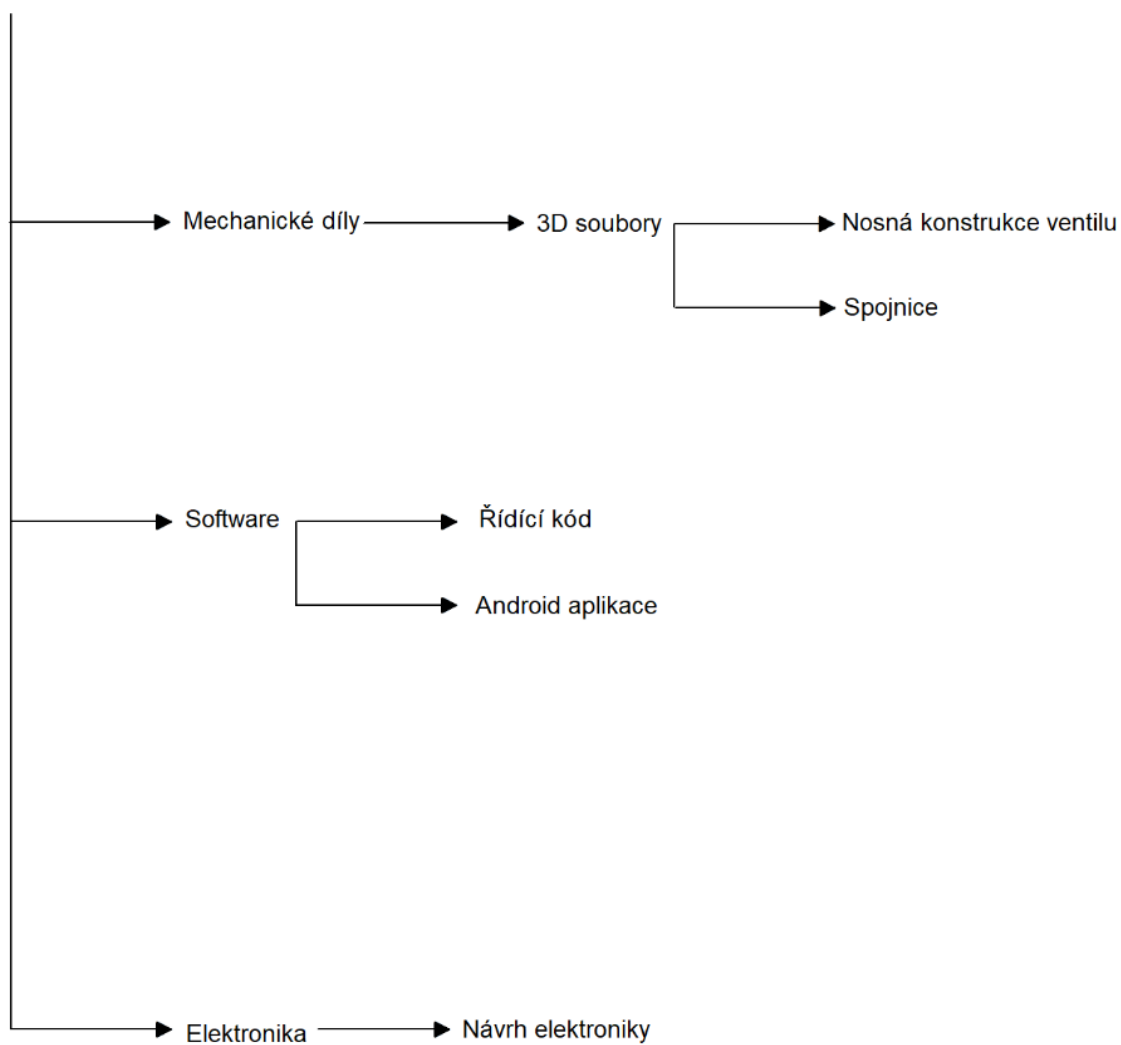 Mechanické díly
3D soubory
Nosná konstrukce ventilu
Spojnice
Software
Řídící kód
Android aplikace
Elektronika
Návrh elektroniky